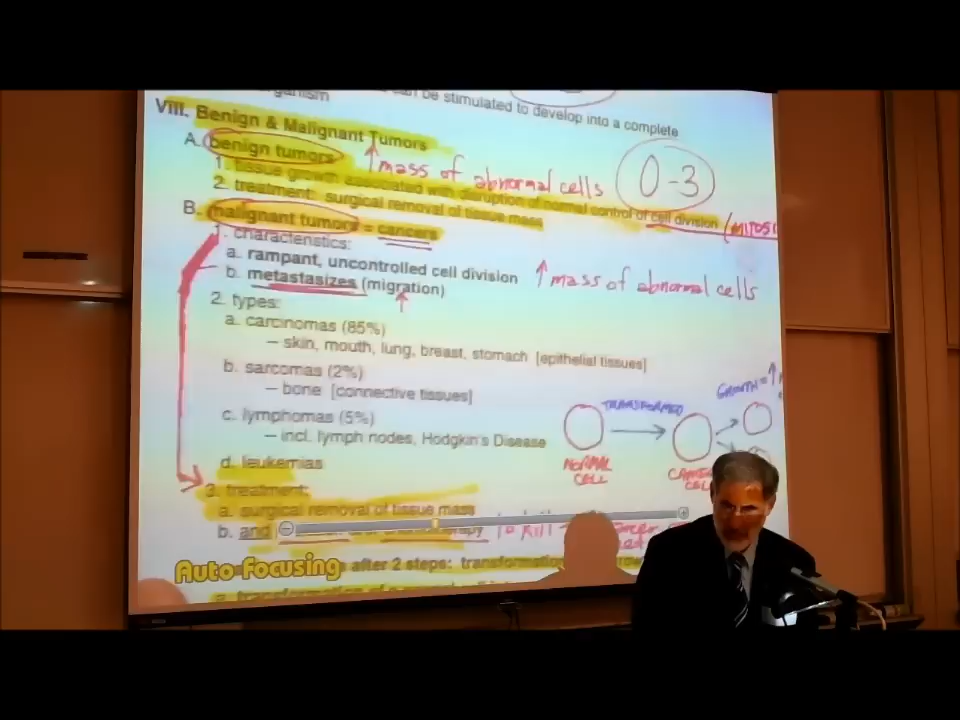 organism
can be stimulated to develop into a complete
VIII. Benign & Malignant Tumors
A. benign tumors ↑ mass of abnormal cells 0-3
1. tissue growth associated with disruption of normal control of cell division (MITOSI
2. treatment: surgical removal of tissue mass
B. malignant tumors = cancers
1. characteristics:
a. rampant, uncontrolled cell division ↑ mass of abnormal cells
b. metastasizes (migration)
2. types:
a. carcinomas (85%)
– skin, mouth, lung, breast, stomach [epithelial tissues]
b. sarcomas (2%)
– bone [connective tissues]
c. lymphomas (5%)
– incl. lymph nodes, Hodgkin's Disease
d. leukemias
TRANSFORMED
GROWTH = ↑
NORMAL CELL
3. treatment:
a. surgical removal of tissue mass
b. and
to kill
Auto Focusing after 2 steps: transformation
a. transformation of